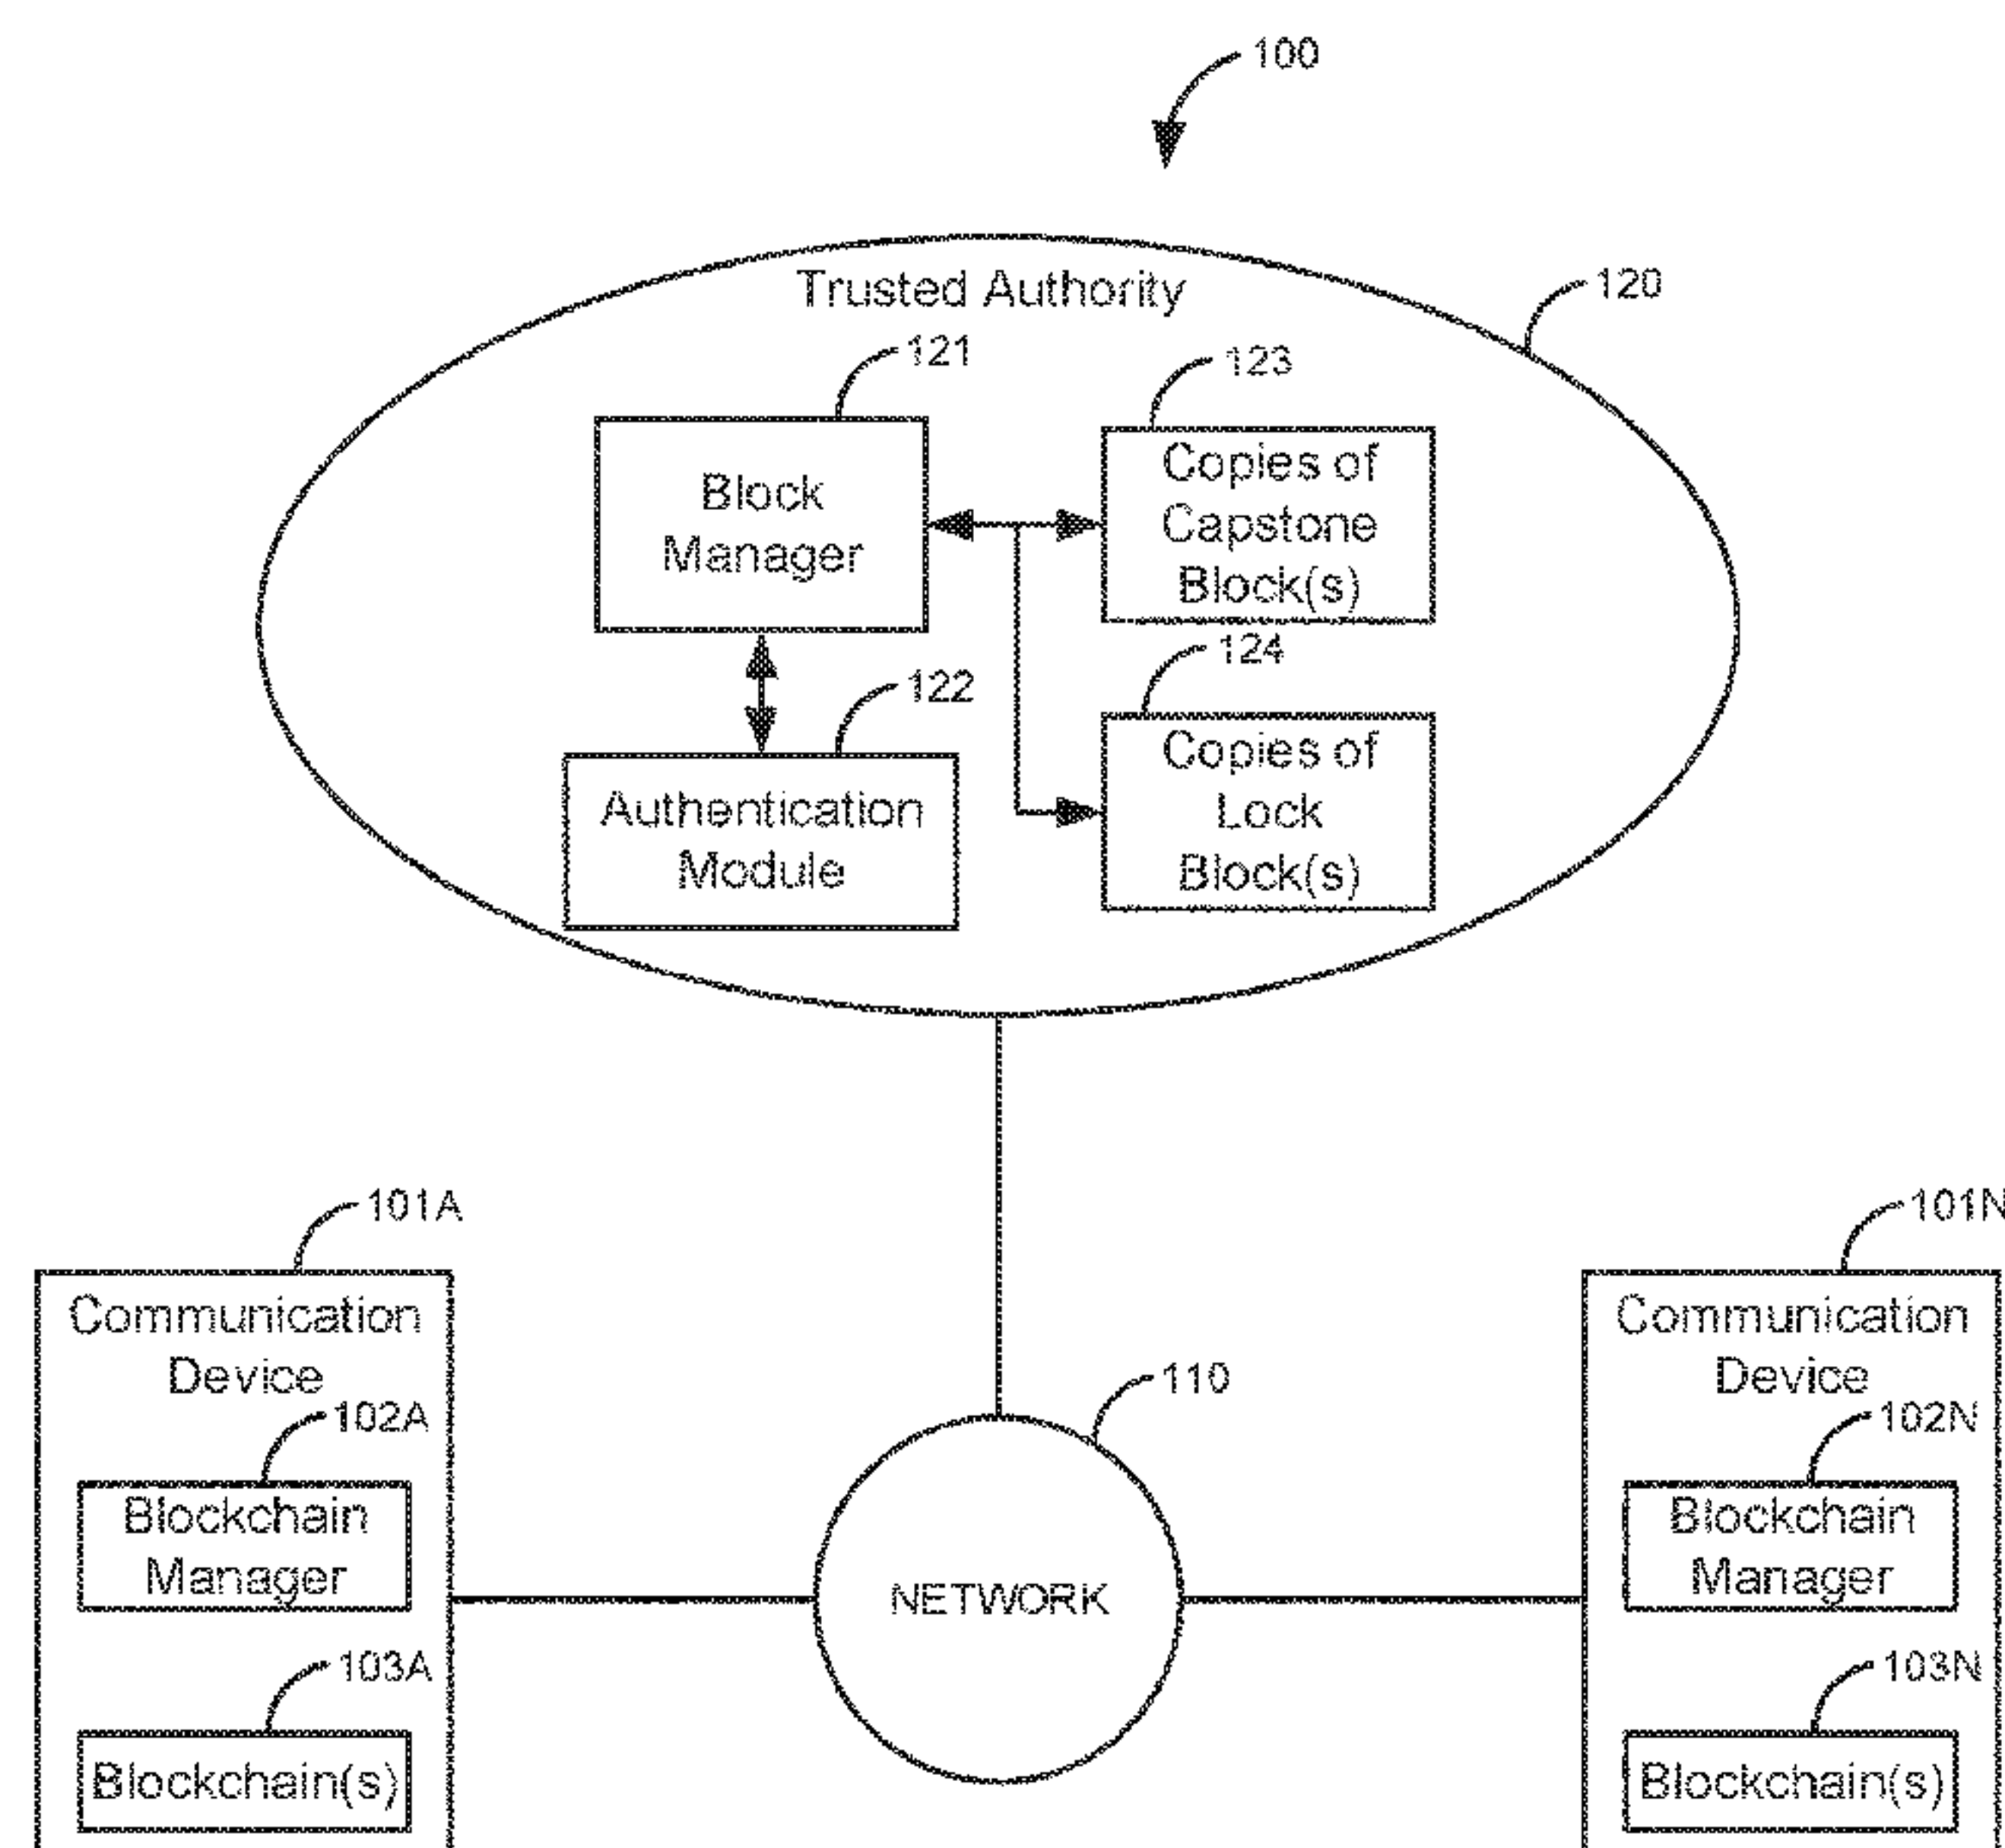 100
Trusted Authority
120
121
123
Block
Manager
Copies of
Capstone
Block(s)
122
124
Authentication
Module
Copies of
Lock
Block(s)
101A
101N
Communication
Device
102A
Blockchain
Manager
103A
Blockchain(s)
110
NETWORK
Communication
Device
102N
Blockchain
Manager
103N
Blockchain(s)